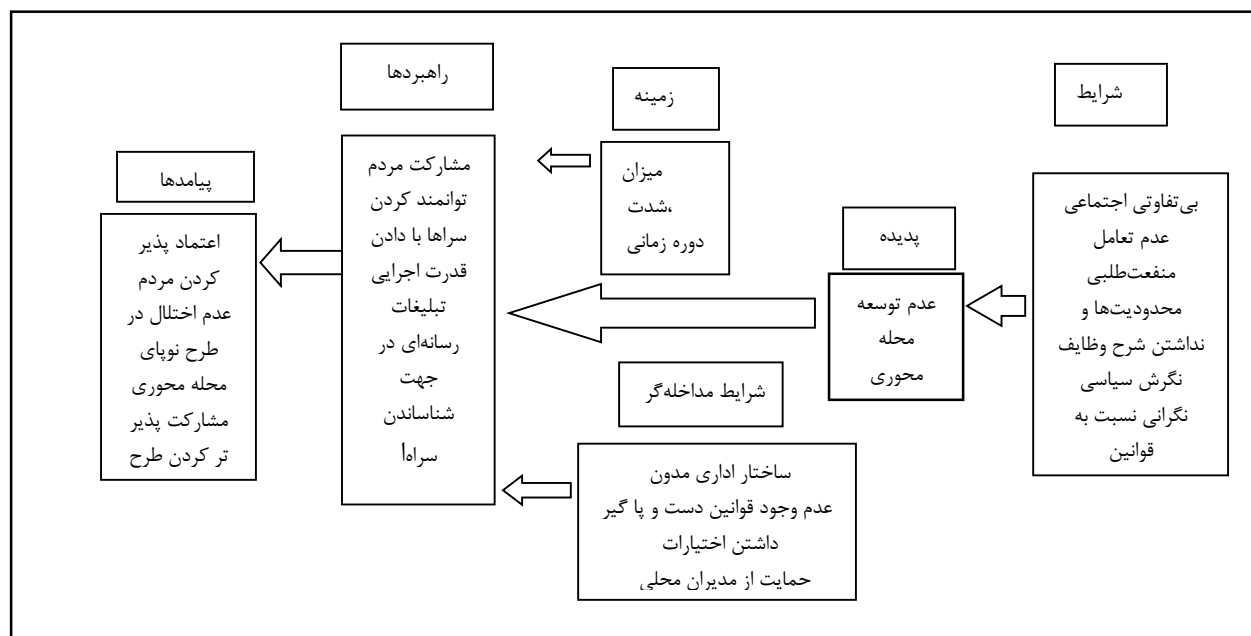 شرایط
بی‌تفاوتی اجتماعی
عدم تعامل
منفعت‌طلبی
محدودیت‌ها و
نداشتن شرح وظایف
نگرش سیاسی
نگرانی نسبت به
قوانین
پدیده
عدم توسعه
محله
محوری
زمینه
میزان
،شدت
دوره زمانی
شرایط مداخله‌گر
ساختار اداری مدون
عدم وجود قوانین دست و پا گیر
داشتن اختیارات
حمایت از مدیران محلی
راهبردها
مشارکت مردم
توانمند کردن
سراها با دادن
قدرت اجرایی
تبلیغات
رسانه‌ای در
جهت
شناساندن
سراهأ
پیامدها
اعتماد پذیر
کردن مردم
عدم اختلال در
طرح نوپای
محله محوری
مشارکت پذیر
تر کردن طرح